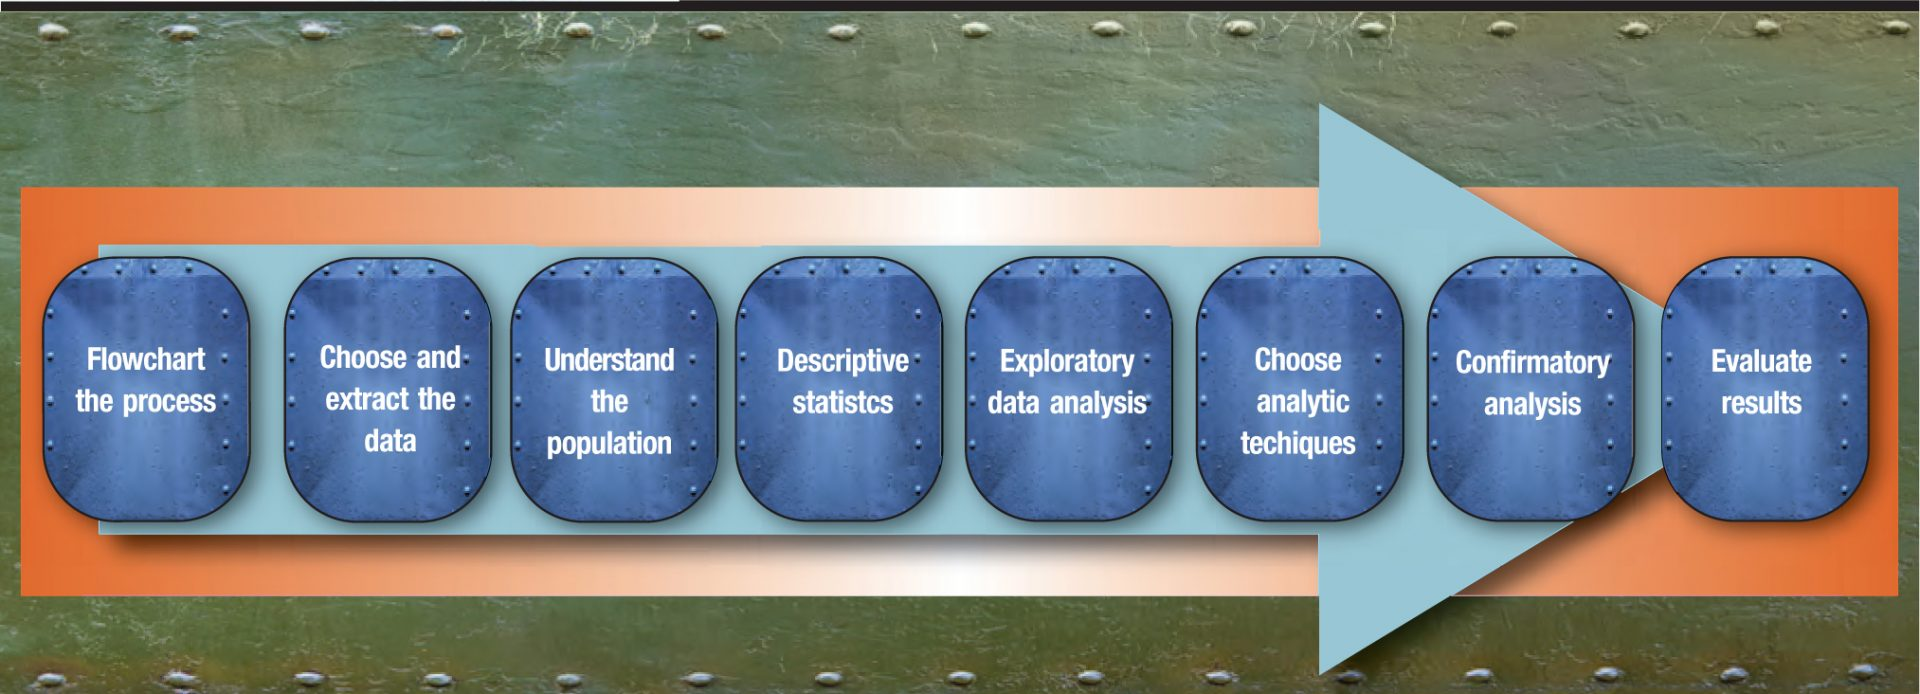 Flowchart
the process
Choose and
extract the
data
Understand
the
population
Descriptive
statistcs
Exploratory
data analysis
Choose
analytic
techiques
Confirmatory
analysis
Evaluate
results